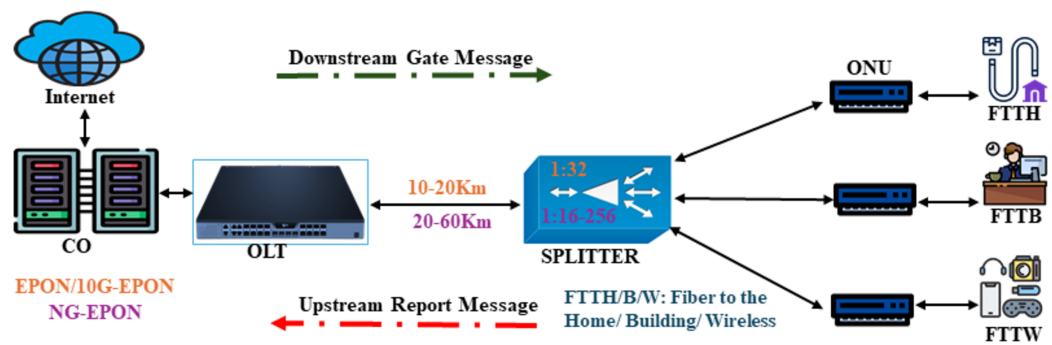 Downstream Gate Message
Internet
ONU
FTTH
1:32
10-20Km
20-60Km
1:16-256
FTTB
CO
OLT
SPLITTER
EPON/10G-EPON
NG-EPON
Upstream Report Message
FTTH/B/W: Fiber to the
Home/ Building/ Wireless
FTTW